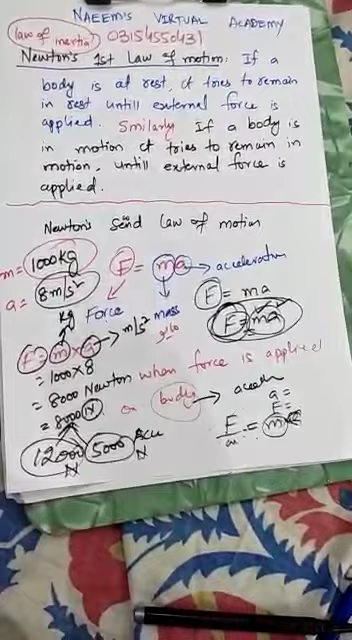 NAEEM'S VIRTUAL ACADEMY
(law of inertia) 03154550431
Newton's 1st Law of motion: If a
body is at rest, it tries to remain
in rest untill external force is
applied. Smilarly If a body is
in motion it tries to remain in
motion, untill external force is
applied.
Newton's Second law of motion
m = 1000 kg
a = 8 m/s²
F = ma → acceleration
Force mass
F = ma
F = ma
kg
F = m x a → m/s²
= 1000 x 8
= 8000 Newton when force is applied
= 8000 N on body →
a =
F =
F/a = m
12000 N 5000 N